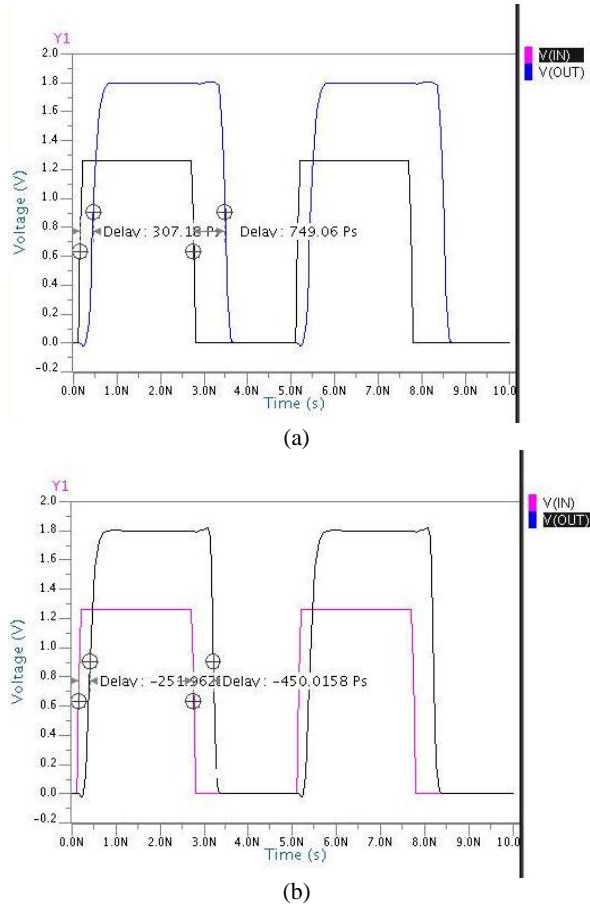 Y1
V(IN)
V(OUT)
2.0
1.8
1.6
1.4
1.2
1.0
0.8
0.6
0.4
0.2
0.0
-0.2
Voltage (V)
Delay: 307.18 Ps
Delay: 749.06 Ps
0.0N 1.0N 2.0N 3.0N 4.0N 5.0N 6.0N 7.0N 8.0N 9.0N 10.0
Time (s)
(a)
Y1
V(IN)
V(OUT)
2.0
1.8
1.6
1.4
1.2
1.0
0.8
0.6
0.4
0.2
0.0
-0.2
Voltage (V)
Delay: -251.962
Delay: -450.0158 Ps
0.0N 1.0N 2.0N 3.0N 4.0N 5.0N 6.0N 7.0N 8.0N 9.0N 10.0
Time (s)
(b)